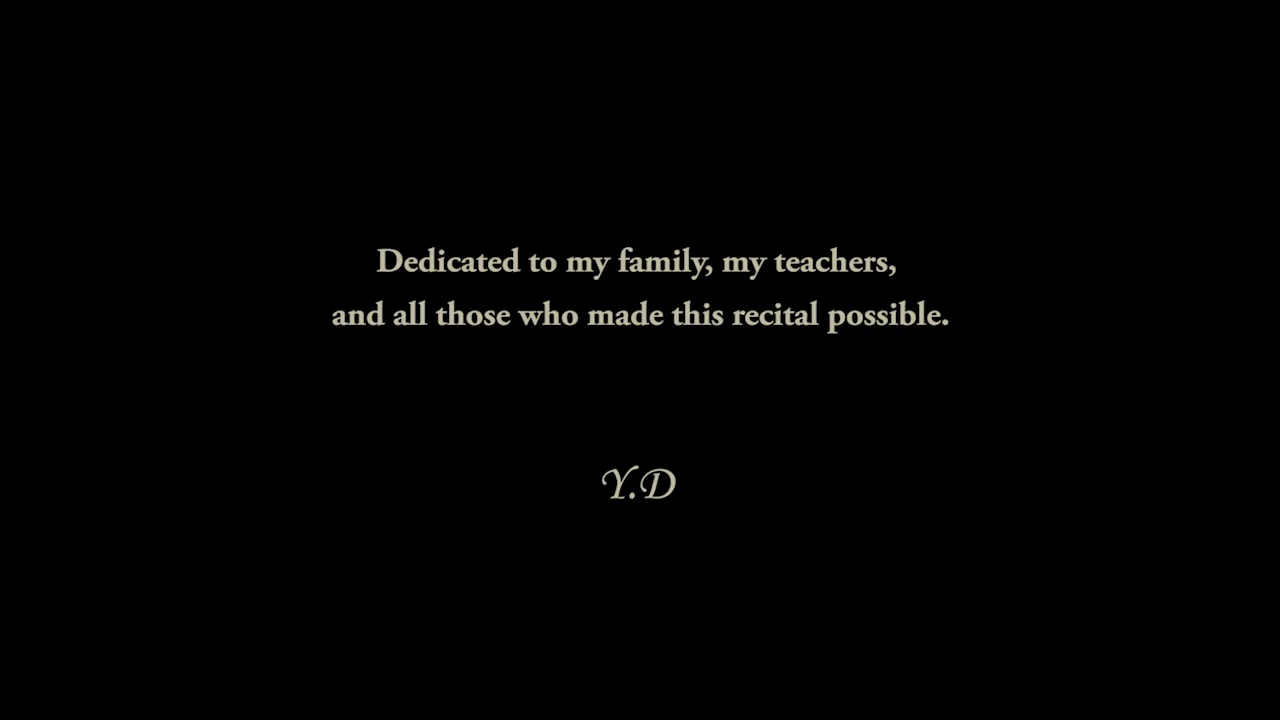 Dedicated to my family, my teachers,
and all those who made this recital possible.
Y.D